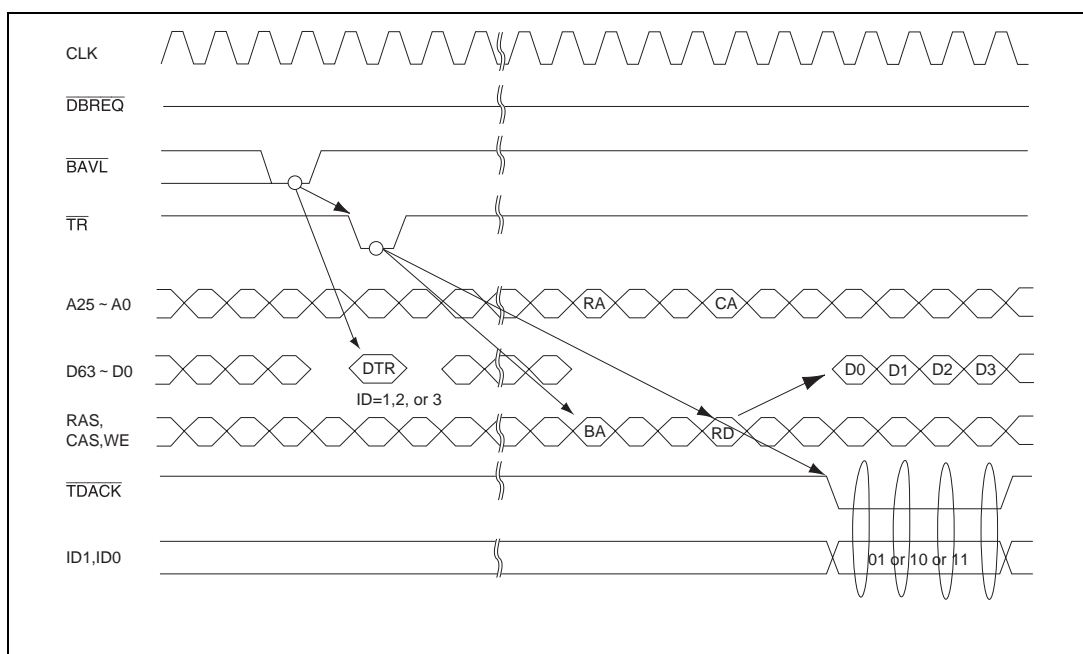 CLK
DBREQ
BAVL
TR
A25 ~ A0
RA
CA
D63 ~ D0
DTR
D0
D1
D2
D3
ID=1,2, or 3
RAS,
CAS,WE
BA
RD
TDACK
ID1,ID0
01 or 10 or 11